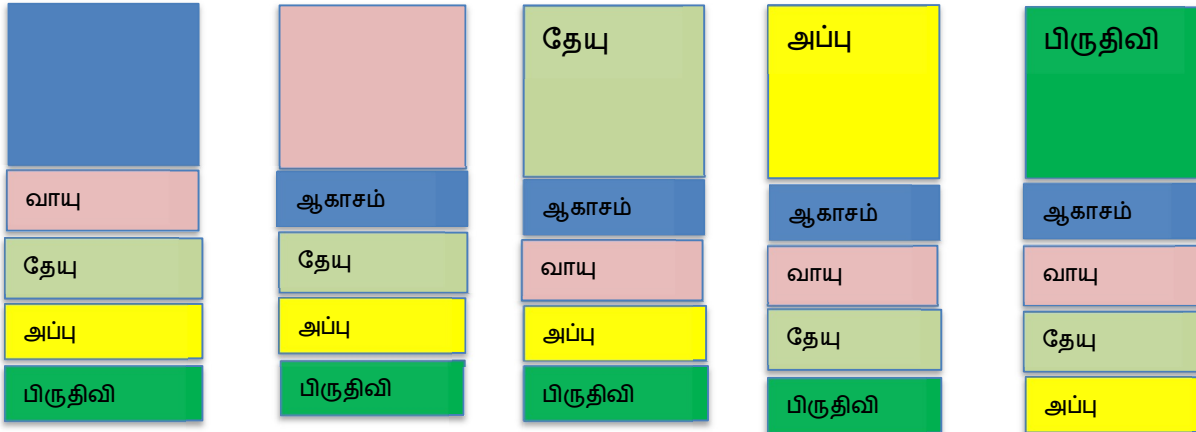 தேயு
அப்பு
பிருதிவி
வாயு
ஆகாசம்
ஆகாசம்
ஆகாசம்
ஆகாசம்
தேயு
தேயு
வாயு
வாயு
வாயு
அப்பு
அப்பு
அப்பு
தேயு
தேயு
பிருதிவி
பிருதிவி
பிருதிவி
பிருதிவி
அப்பு